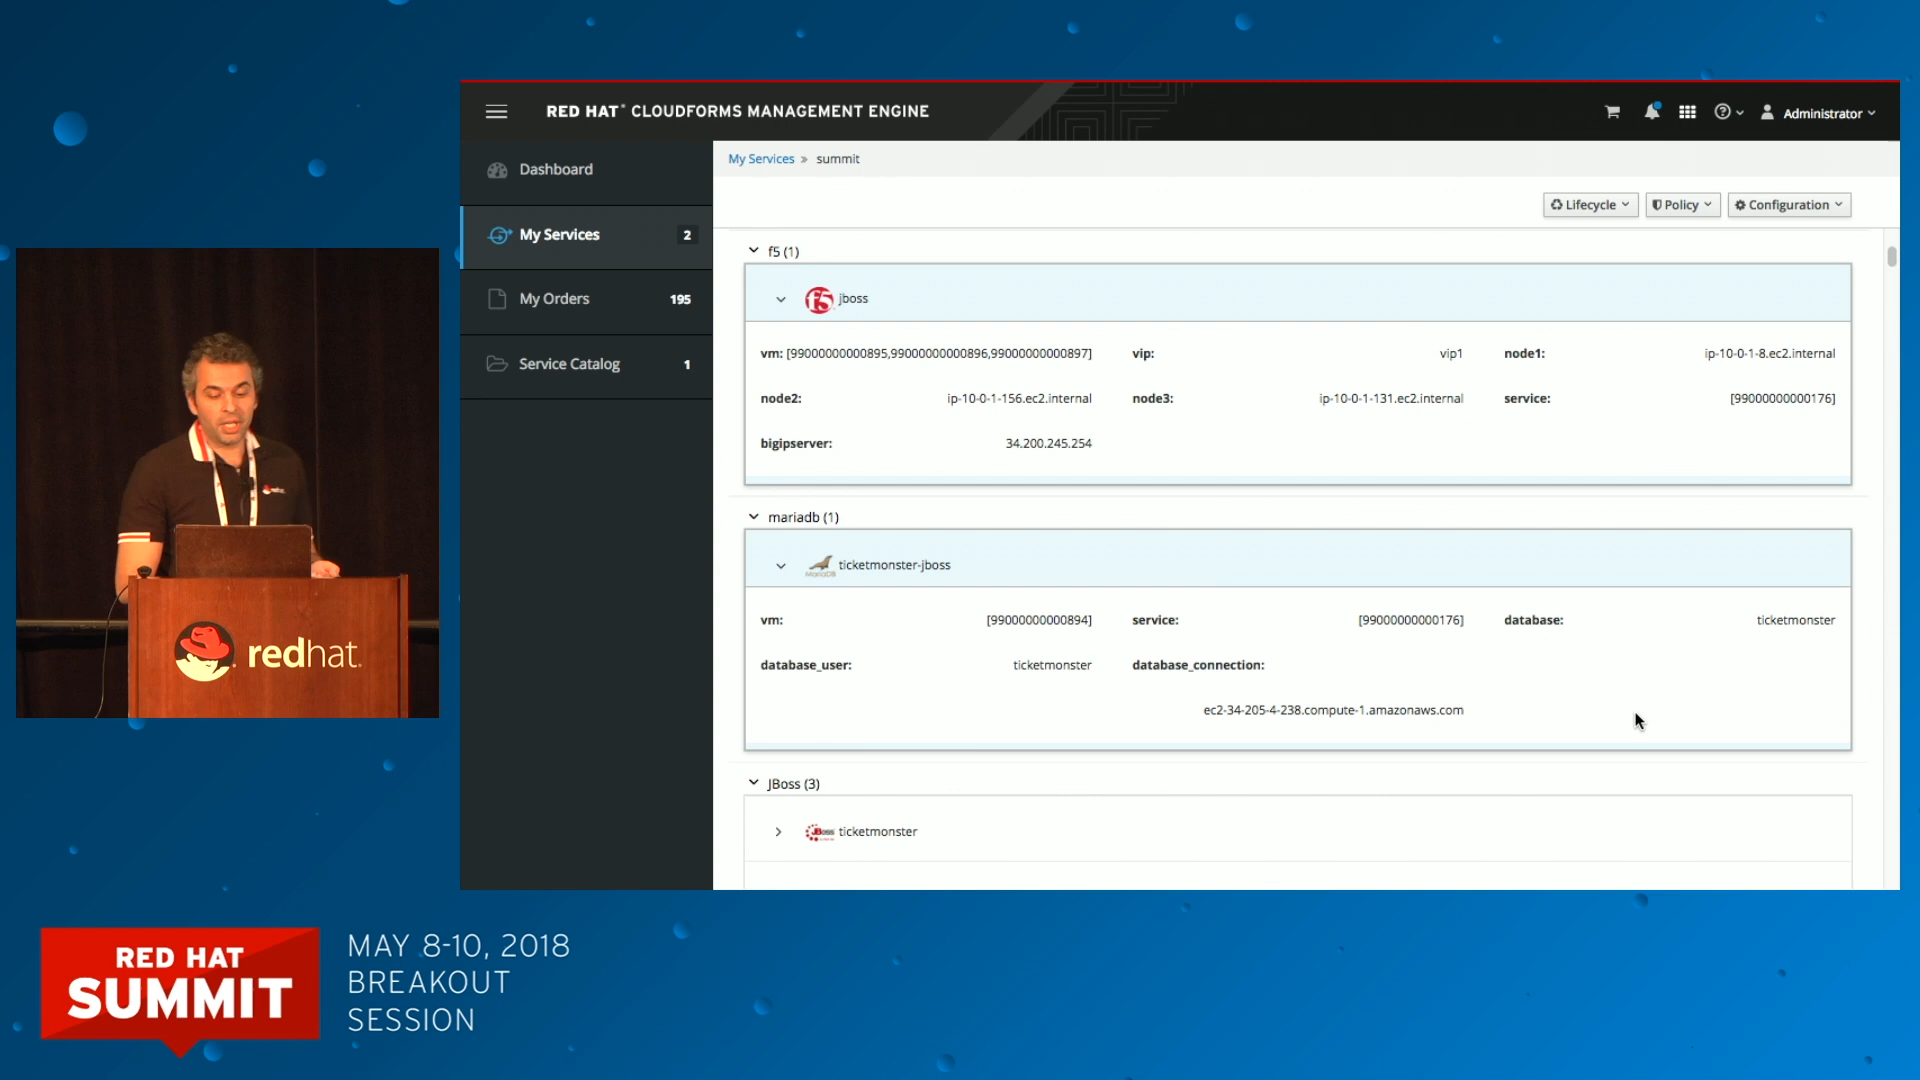 RED HAT® CLOUDFORMS MANAGEMENT ENGINE
Administrator
Dashboard
My Services 2
My Orders 195
Service Catalog 1
My Services » summit
Lifecycle Policy Configuration
f5 (1)
f5 jboss
vm: [99000000000895,99000000000896,99000000000897] vip: vip1 node1: ip-10-0-1-8.ec2.internal
node2: ip-10-0-1-156.ec2.internal node3: ip-10-0-1-131.ec2.internal service: [99000000000176]
bigipserver: 34.200.245.254
mariadb (1)
MariaDB ticketmonster-jboss
vm: [99000000000894] service: [99000000000176] database: ticketmonster
database_user: ticketmonster database_connection:
ec2-34-205-4-238.compute-1.amazonaws.com
JBoss (3)
JBoss ticketmonster
redhat.
RED HAT
SUMMIT
MAY 8-10, 2018
BREAKOUT
SESSION